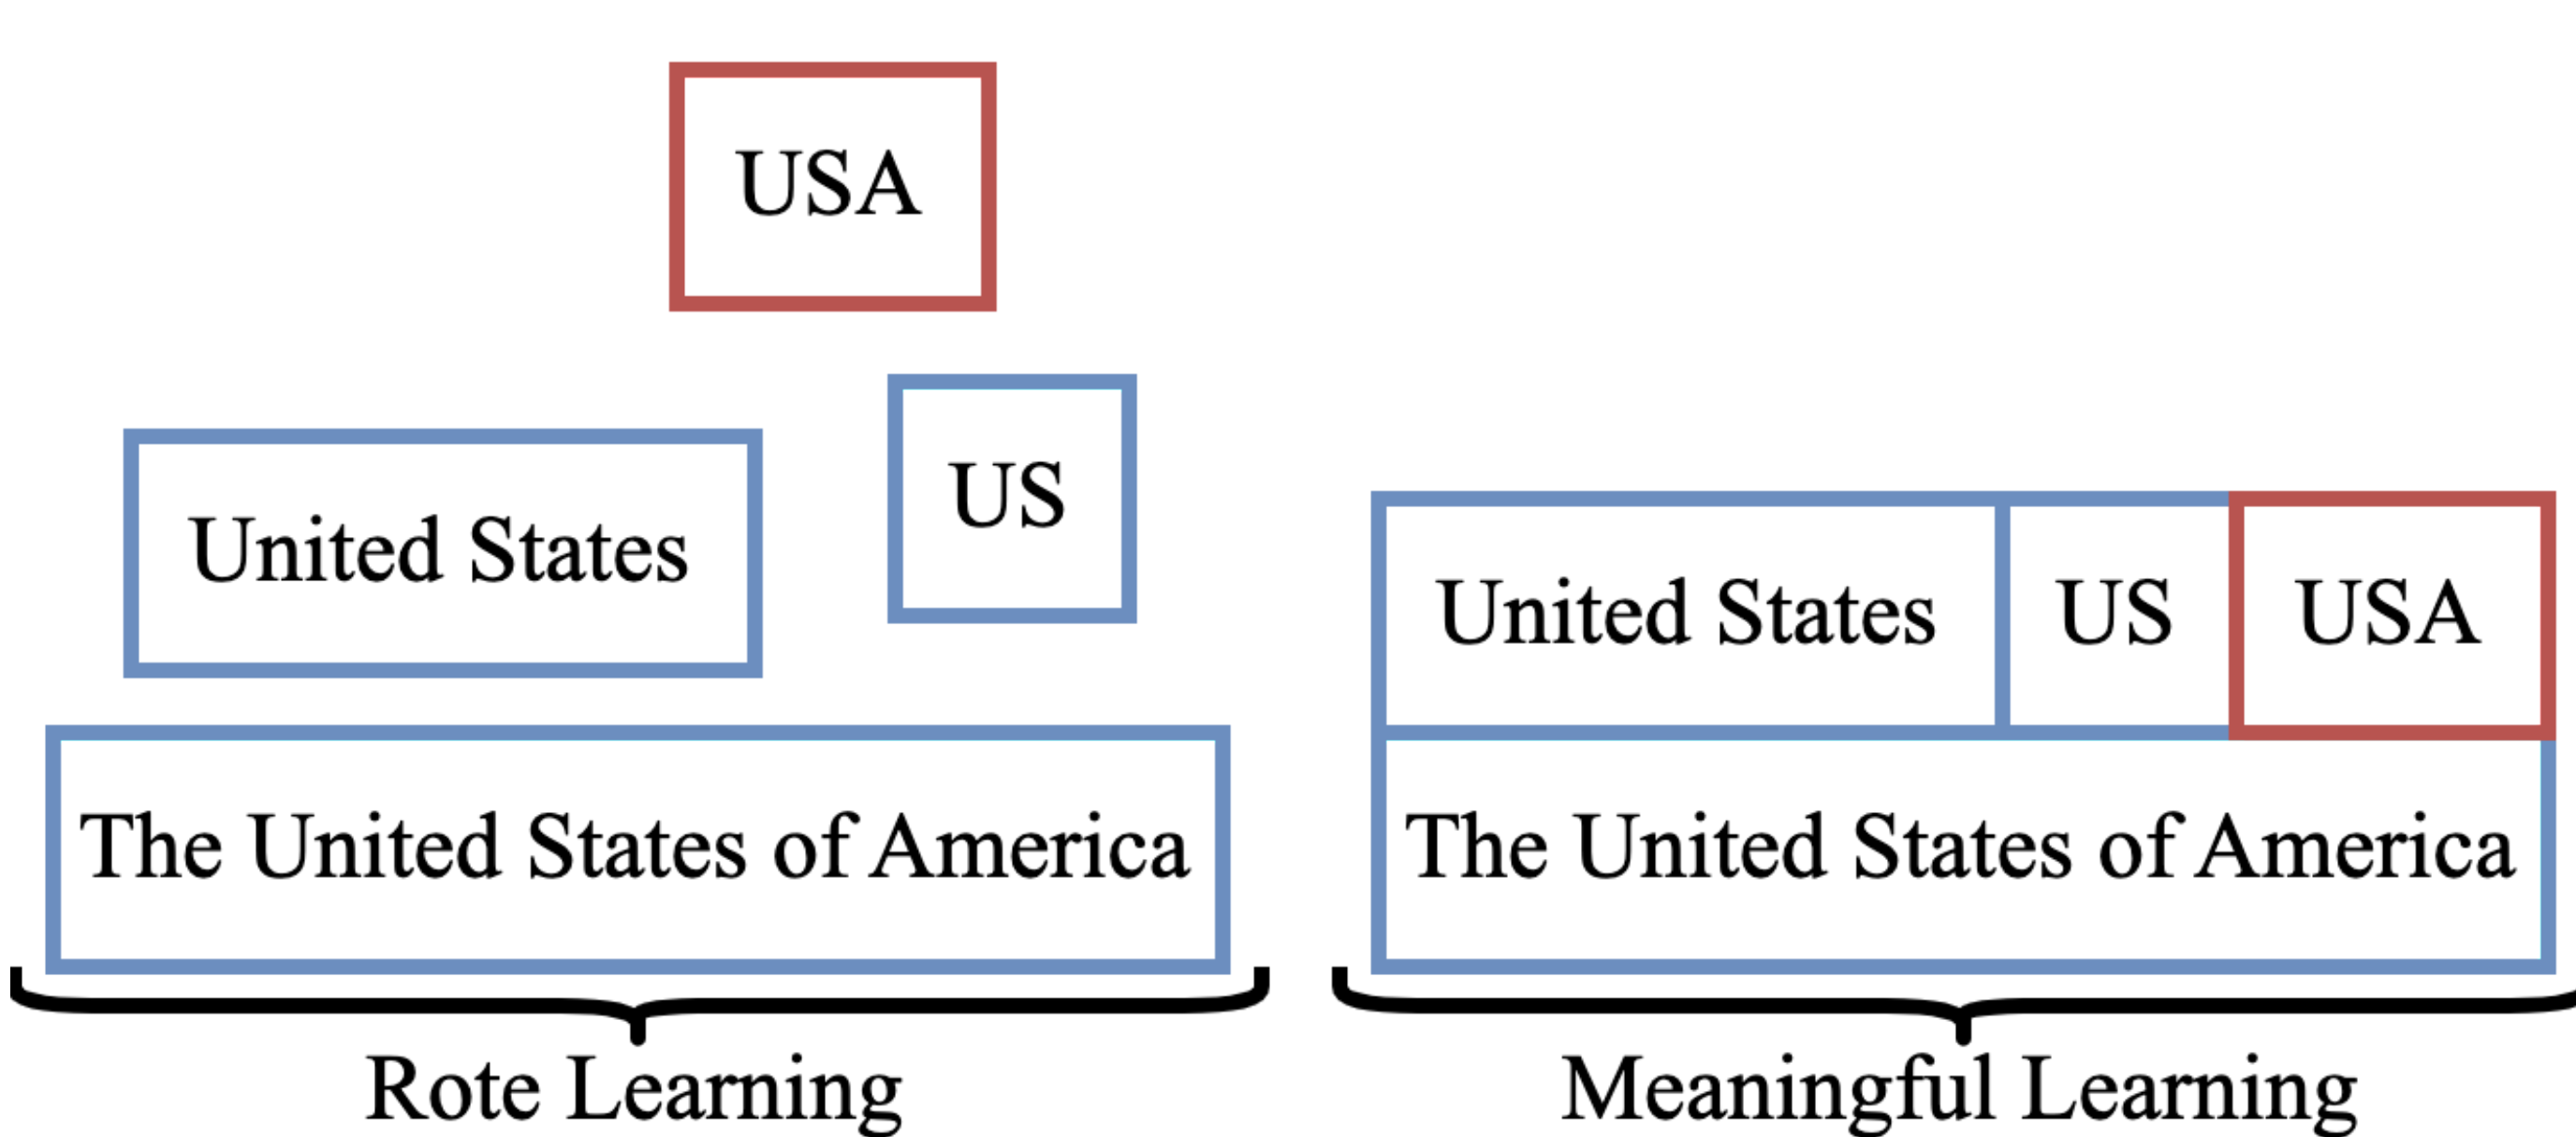 USA
US
United States
The United States of America
Rote Learning
United States
US
USA
The United States of America
Meaningful Learning